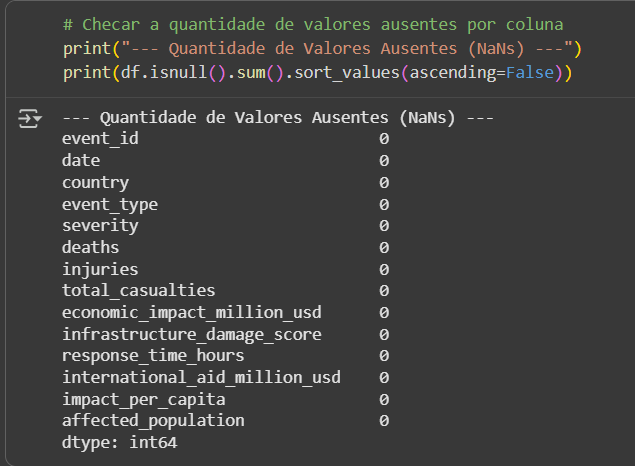 # Checar a quantidade de valores ausentes por coluna
print("--- Quantidade de Valores Ausentes (NaNs) ---")
print(df.isnull().sum().sort_values(ascending=False))
--- Quantidade de Valores Ausentes (NaNs) ---
event_id 0
date 0
country 0
event_type 0
severity 0
deaths 0
injuries 0
total_casualties 0
economic_impact_million_usd 0
infrastructure_damage_score 0
response_time_hours 0
international_aid_million_usd 0
impact_per_capita 0
affected_population 0
dtype: int64